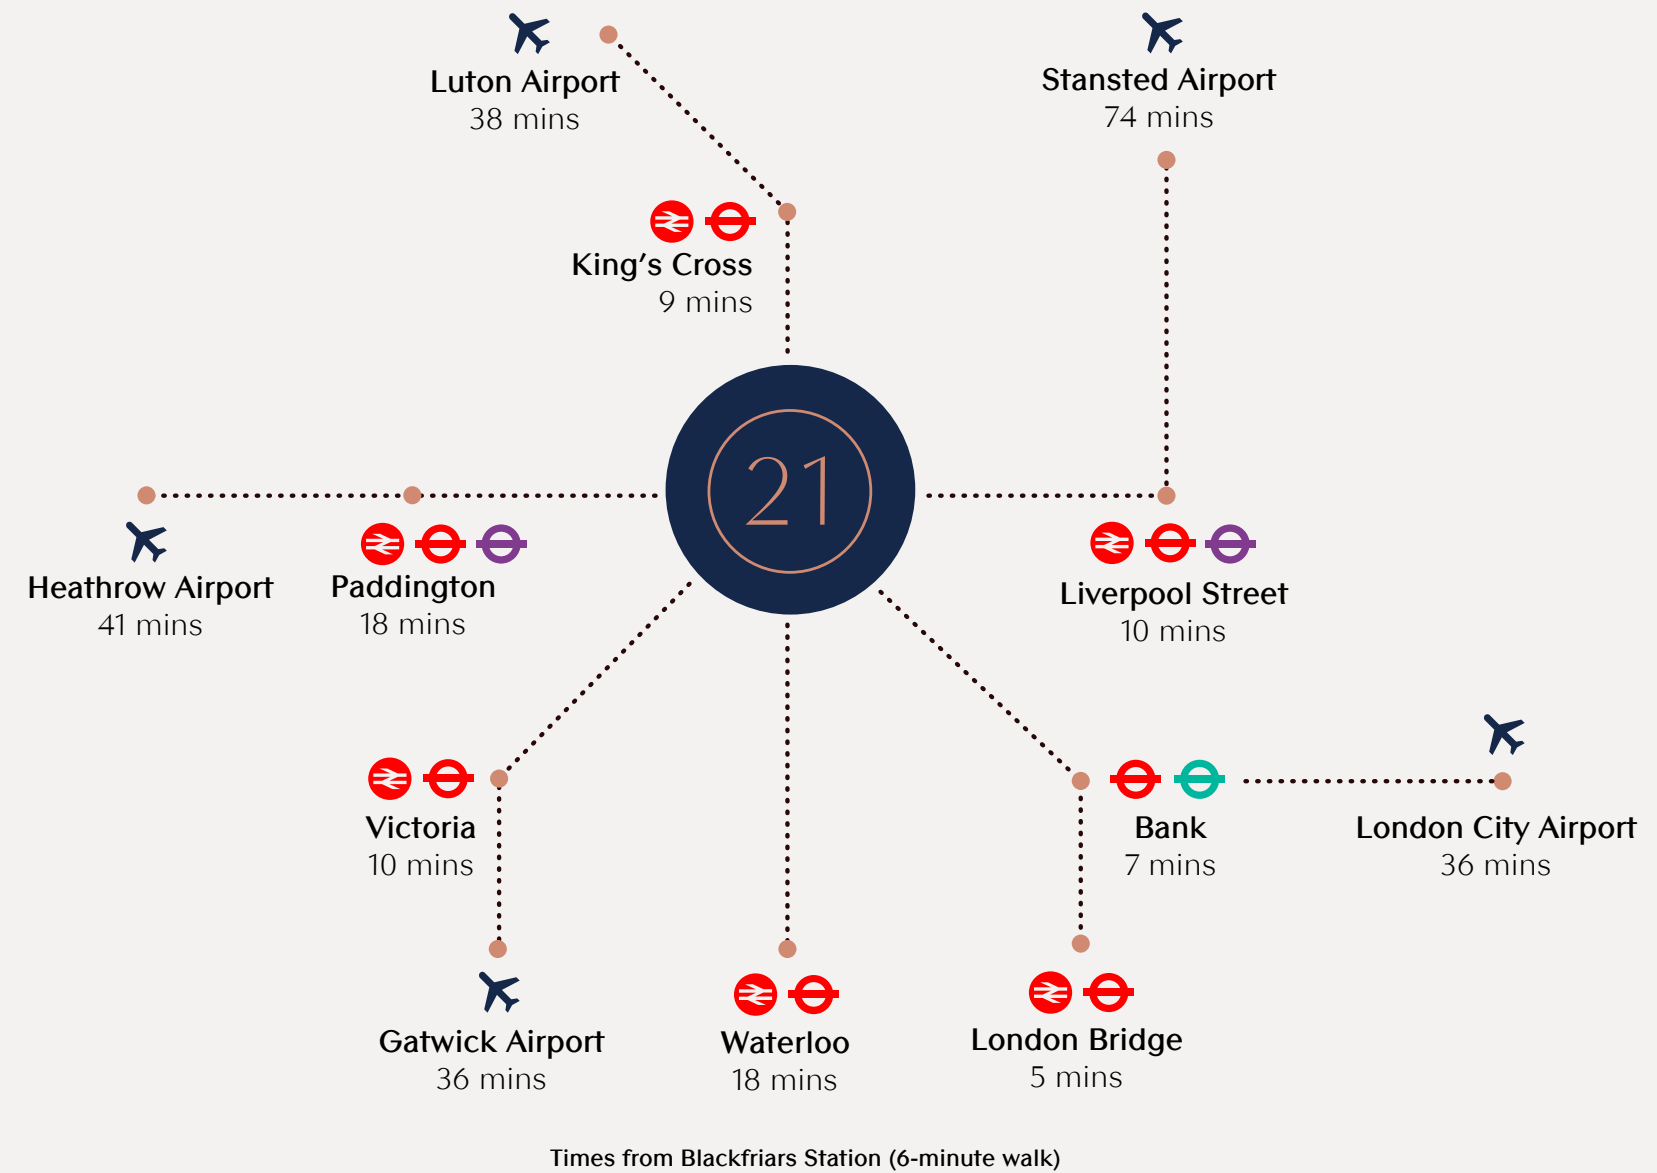 Luton Airport
38 mins
Stansted Airport
74 mins
King's Cross
9 mins
21
Heathrow Airport
41 mins
Paddington
18 mins
Liverpool Street
10 mins
Victoria
10 mins
Bank
7 mins
London City Airport
36 mins
Gatwick Airport
36 mins
Waterloo
18 mins
London Bridge
5 mins
Times from Blackfriars Station (6-minute walk)